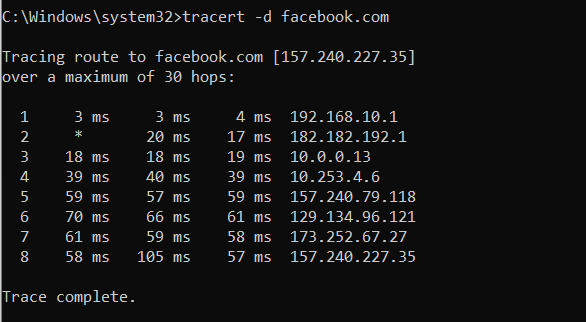 C:\Windows\system32>tracert -d facebook.com
Tracing route to facebook.com [157.240.227.35]
over a maximum of 30 hops:
1 3 ms 3 ms 4 ms 192.168.10.1
2 * 20 ms 17 ms 182.182.192.1
3 18 ms 18 ms 19 ms 10.0.0.13
4 39 ms 40 ms 39 ms 10.253.4.6
5 59 ms 57 ms 59 ms 157.240.79.118
6 70 ms 66 ms 61 ms 129.134.96.121
7 61 ms 59 ms 58 ms 173.252.67.27
8 58 ms 105 ms 57 ms 157.240.227.35
Trace complete.